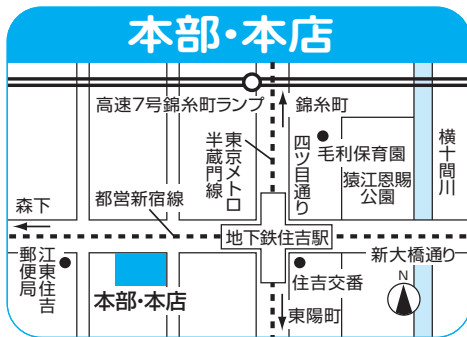 本部・本店
高速7号錦糸町ランプ
錦糸町
東京メトロ
半蔵門線
四ツ目通り
毛利保育園
猿江恩賜
公園
横十間川
森下
都営新宿線
地下鉄住吉駅
新大橋通り
江東住吉
郵便局
本部・本店
住吉交番
東陽町
N